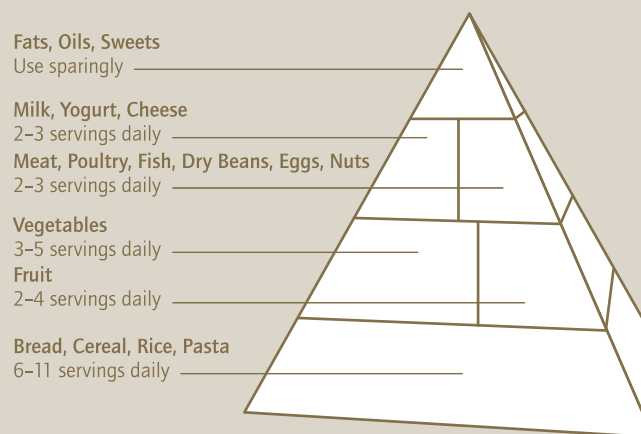 Fats, Oils, Sweets
Use sparingly
Milk, Yogurt, Cheese
2–3 servings daily
Meat, Poultry, Fish, Dry Beans, Eggs, Nuts
2–3 servings daily
Vegetables
3–5 servings daily
Fruit
2–4 servings daily
Bread, Cereal, Rice, Pasta
6–11 servings daily